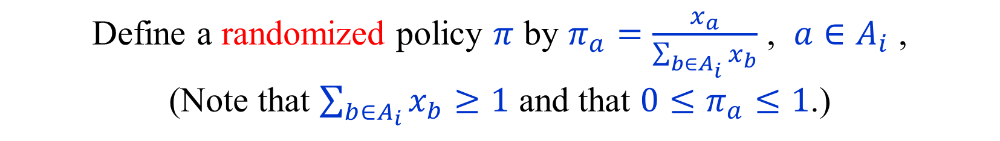 Define a randomized policy π by π_a = x_a / ∑_{b∈A_i} x_b , a ∈ A_i ,
(Note that ∑_{b∈A_i} x_b ≥ 1 and that 0 ≤ π_a ≤ 1.)